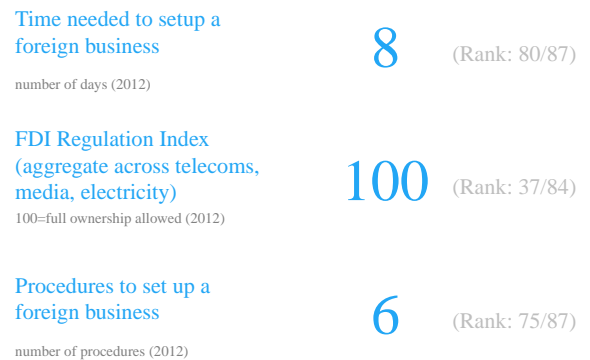 Time needed to setup a
foreign business
8
(Rank: 80/87)
number of days (2012)
FDI Regulation Index
(aggregate across telecoms,
media, electricity)
100
(Rank: 37/84)
100=full ownership allowed (2012)
Procedures to set up a
foreign business
6
(Rank: 75/87)
number of procedures (2012)